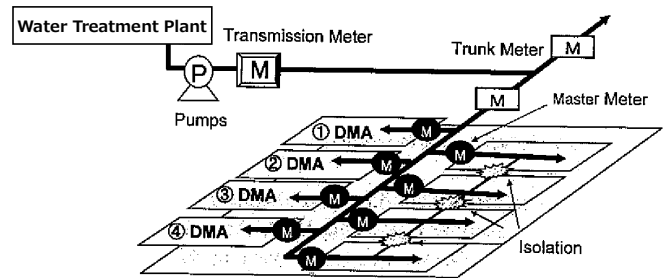 Water Treatment Plant
Transmission Meter
Trunk Meter
M
P
M
Pumps
M
Master Meter
① DMA
M
M
② DMA
M
M
③ DMA
M
M
④ DMA
M
M
Isolation